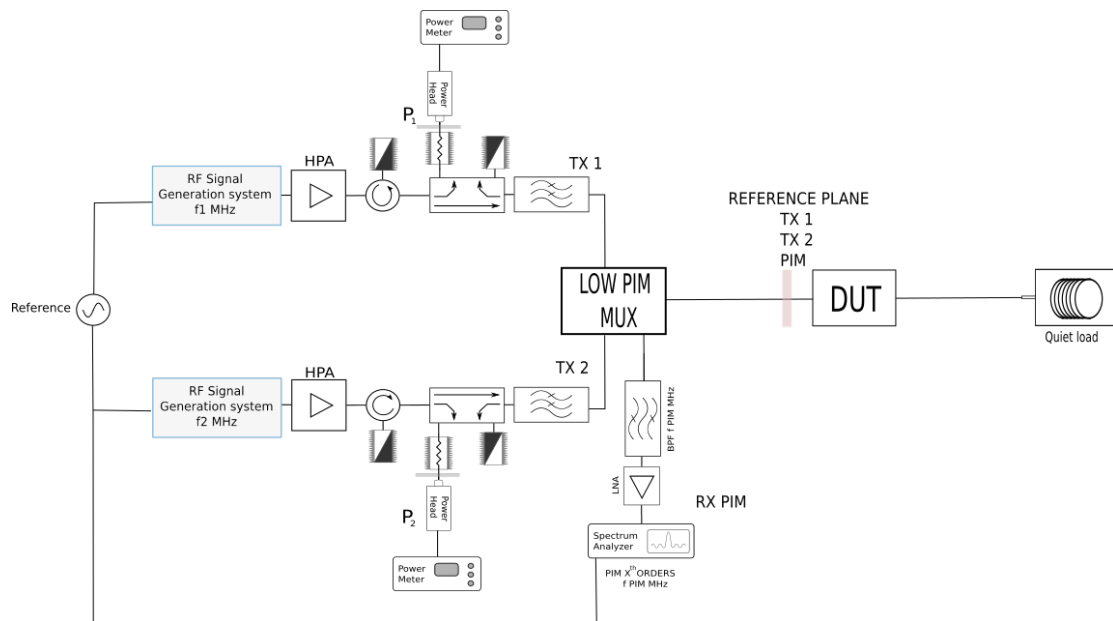 Power
Meter
Power
Head
P1
HPA
TX 1
RF Signal
Generation system
f1 MHz
REFERENCE PLANE
TX 1
TX 2
PIM
LOW PIM
MUX
DUT
Reference
Quiet load
HPA
TX 2
RF Signal
Generation system
f2 MHz
BPF f PIM MHz
LNA
RX PIM
P2
Power
Head
Spectrum
Analyzer
Power
Meter
PIM Xth ORDERS
f PIM MHz